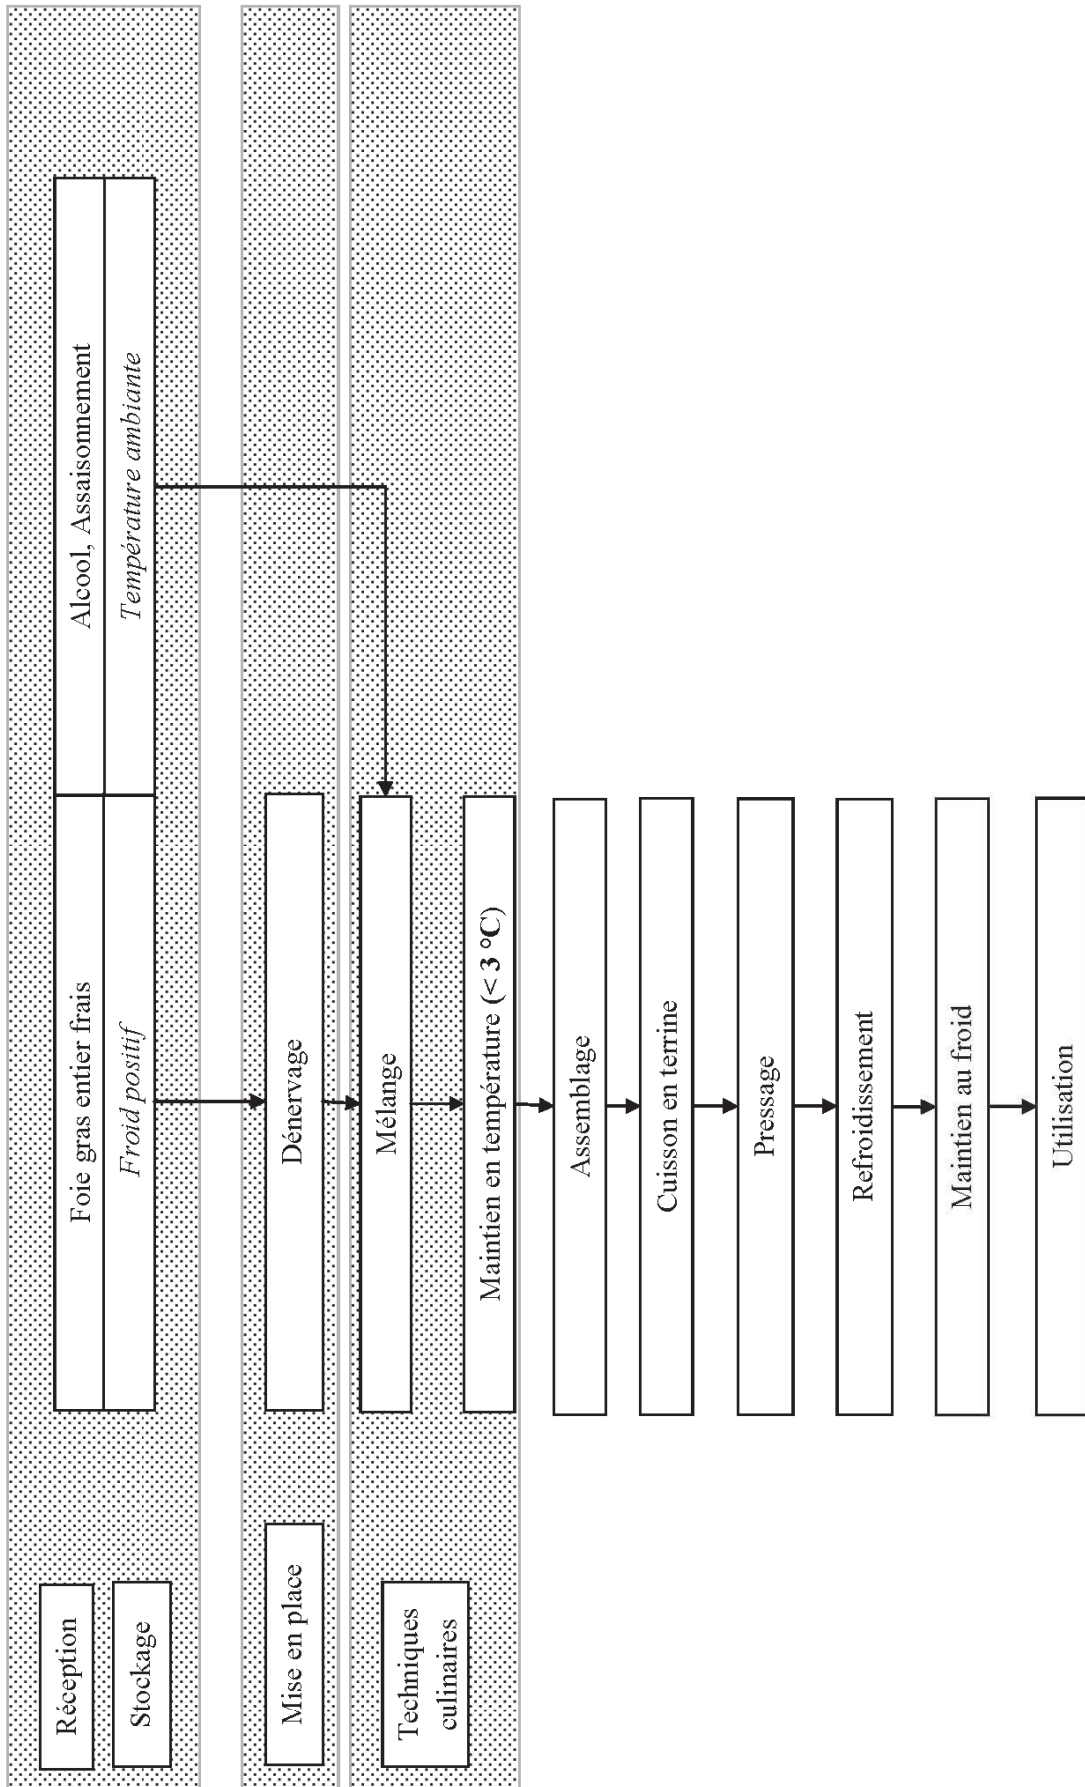 Réception
Foie gras entier frais
Alcool, Assaisonnement
Stockage
Froid positif
Température ambiante
Mise en place
Dénervage
Techniques
culinaires
Mélange
Maintien en température (< 3 °C)
Assemblage
Cuisson en terrine
Pressage
Refroidissement
Maintien au froid
Utilisation